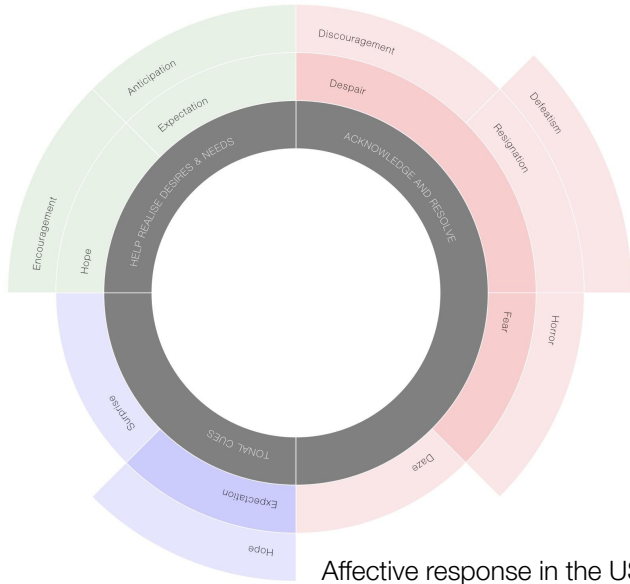 Discouragement
Despair
Resignation
Defeatism
Anticipation
Expectation
Encouragement
Hope
HELP REALISE DESIRES & NEEDS
ACKNOWLEDGE AND RESOLVE
Fear
Horror
Daze
Surprise
TONAL CUES
Expectation
Hope
Affective response in the US